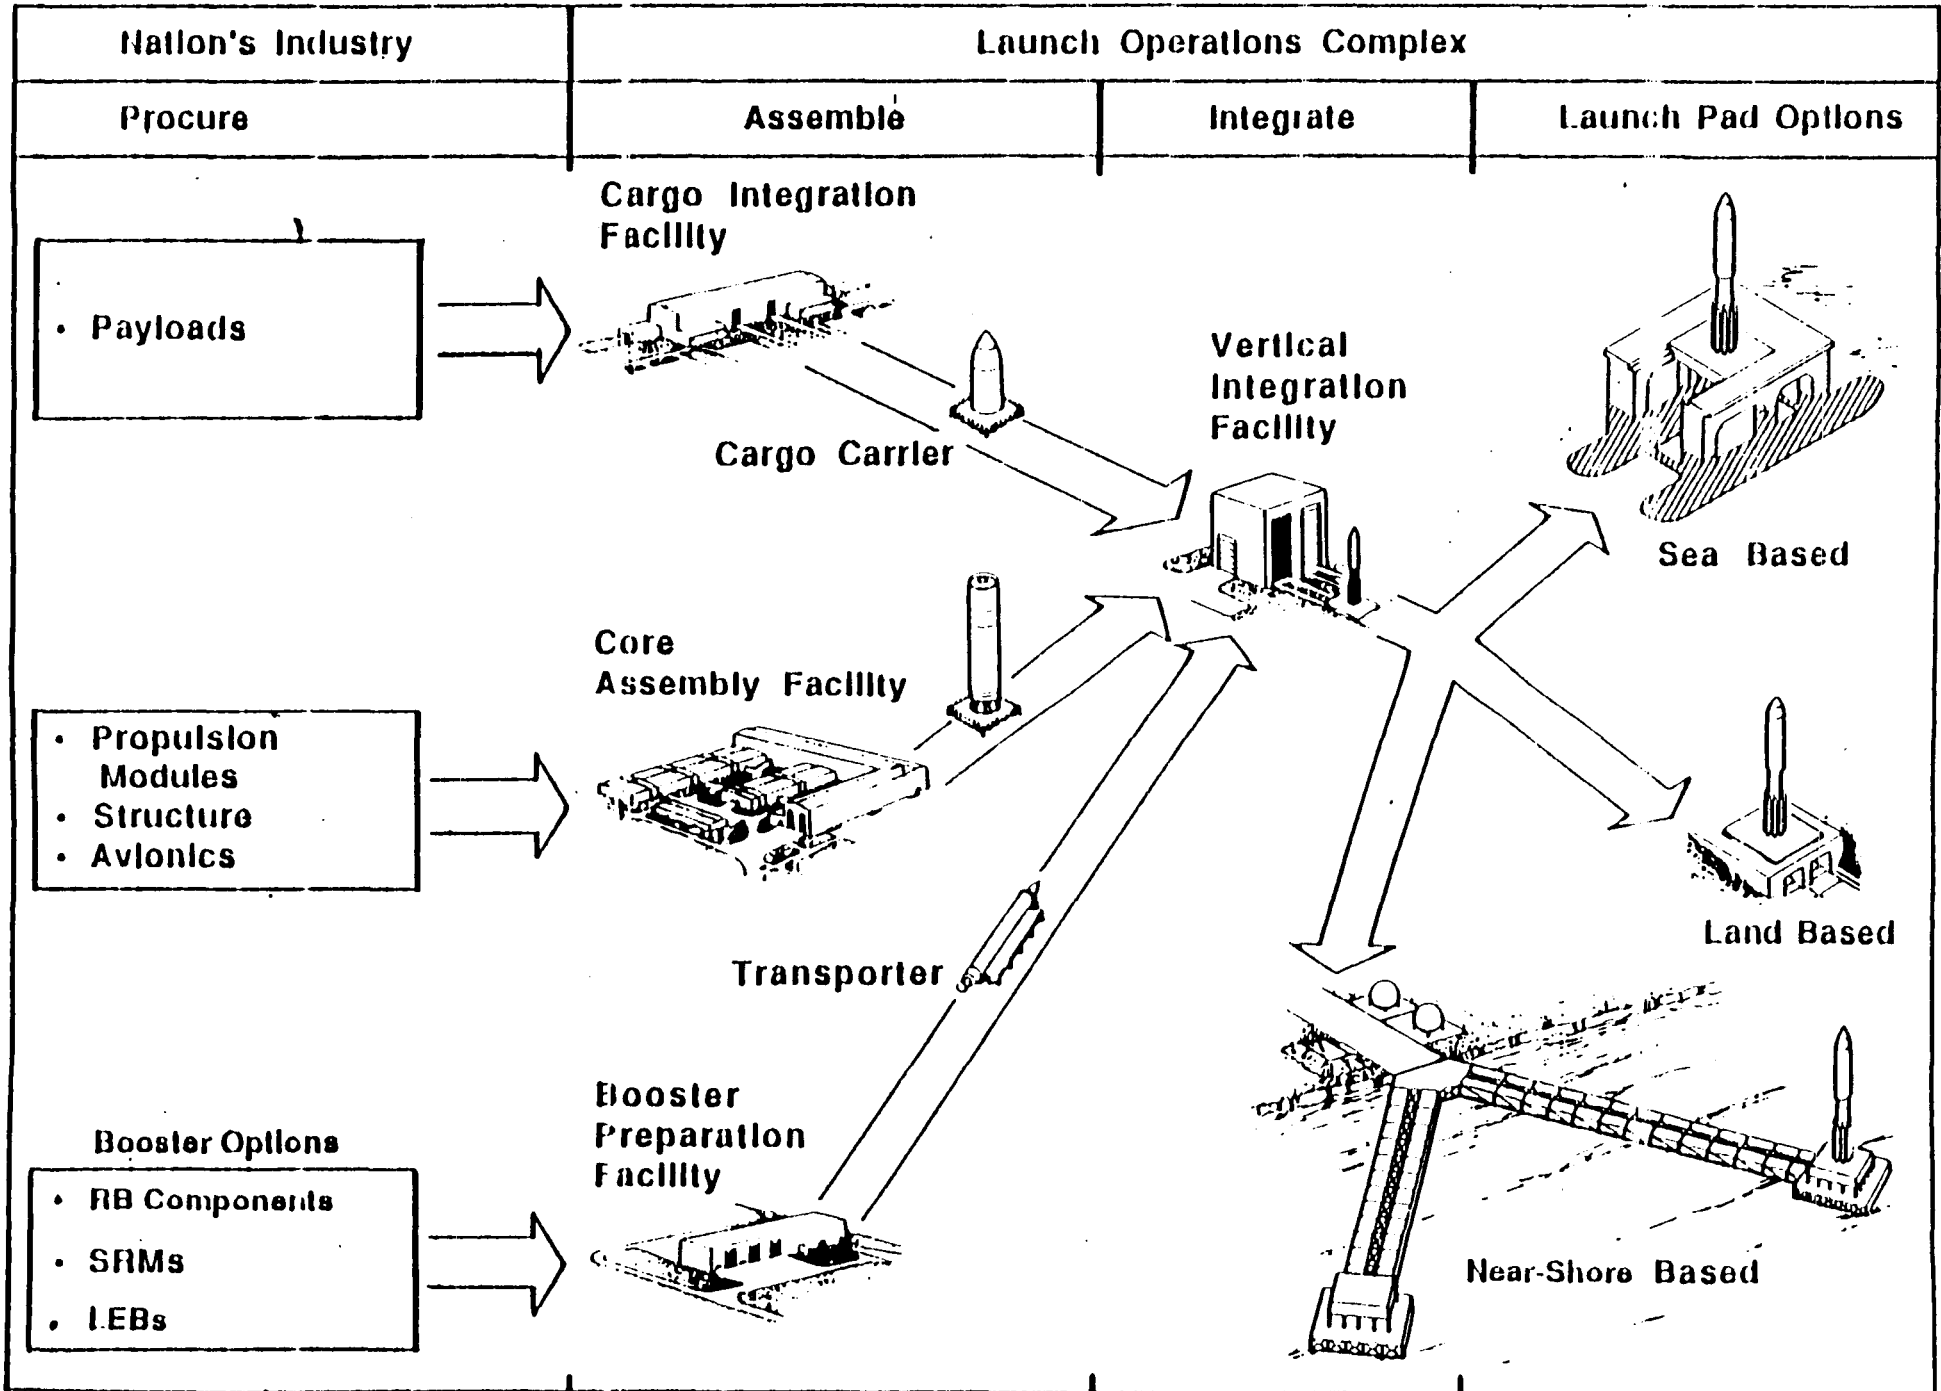 Nation's Industry
Launch Operations Complex
Procure
Assemble
Integrate
Launch Pad Options
Cargo Integration
Facility
• Payloads
Vertical
Integration
Facility
Cargo Carrier
Sea Based
Core
Assembly Facility
• Propulsion
Modules
• Structure
• Avionics
Land Based
Transporter
Booster
Preparation
Facility
Booster Options
• RB Components
• SRMs
• LEBs
Near-Shore Based